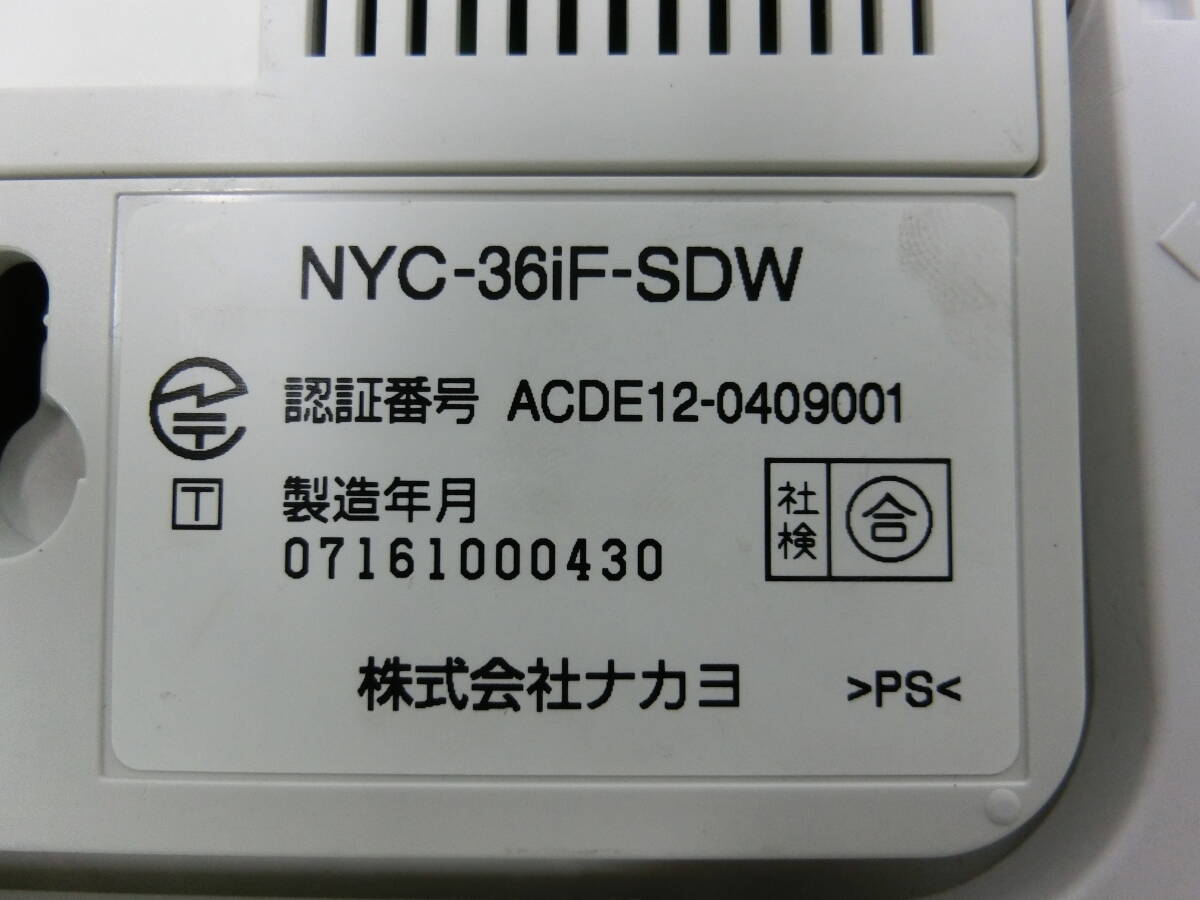 NYC-36iF-SDW
認証番号 ACDE12-0409001
T 製造年月
07161000430
社検 合
株式会社ナカヨ >PS<